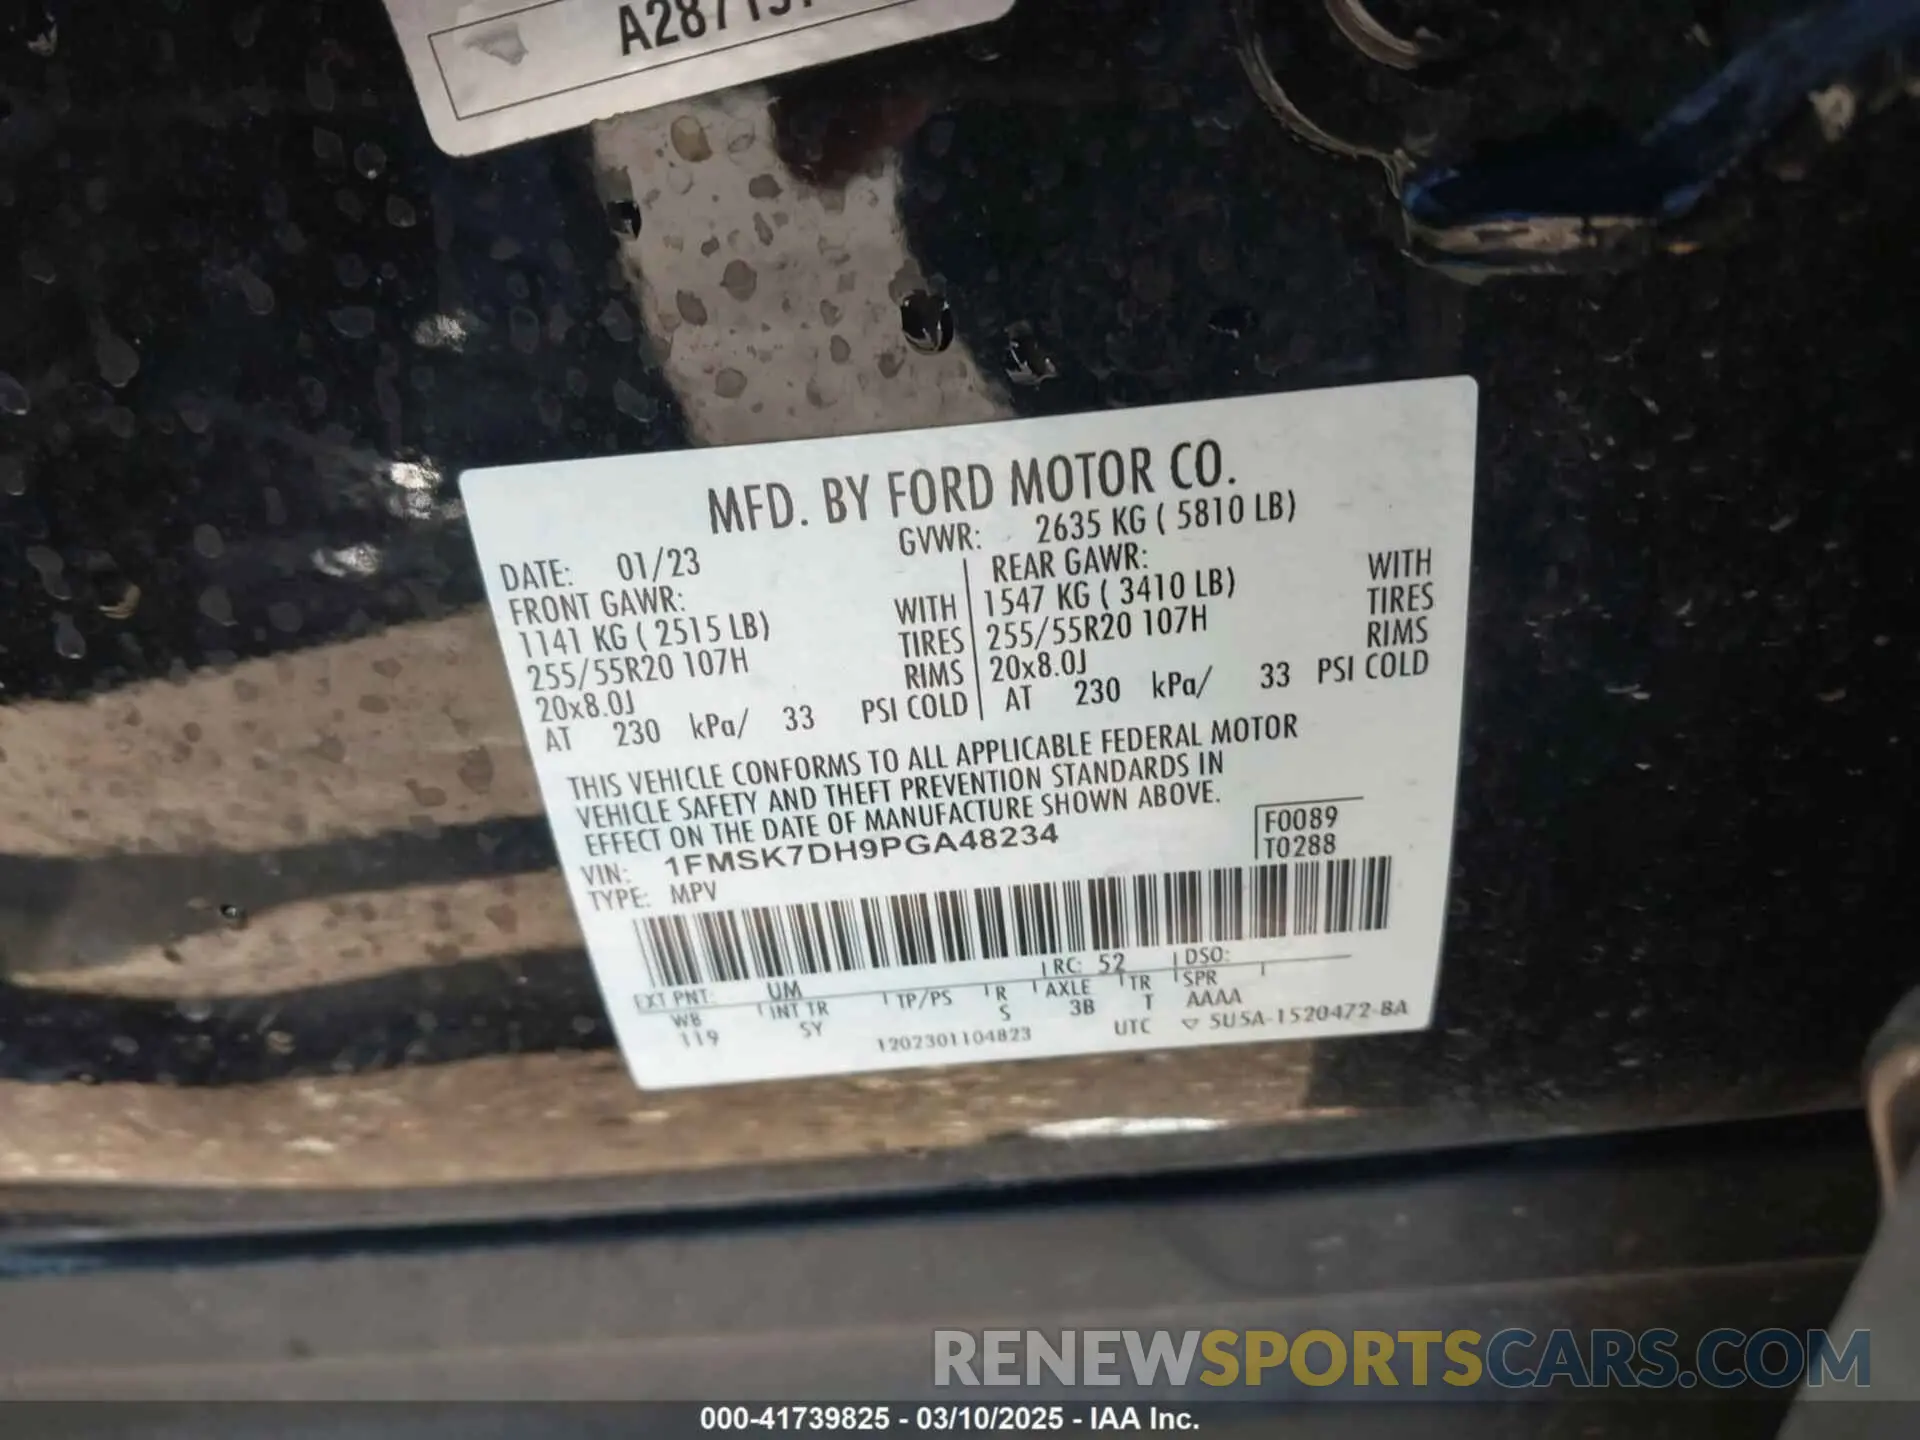 MFD. BY FORD MOTOR CO.
DATE: 01/23 GVWR: 2635 KG ( 5810 LB)
FRONT GAWR: REAR GAWR:
1141 KG ( 2515 LB) WITH 1547 KG ( 3410 LB) WITH
255/55R20 107H TIRES 255/55R20 107H TIRES
20x8.0J RIMS 20x8.0J RIMS
AT 230 kPa/ 33 PSI COLD AT 230 kPa/ 33 PSI COLD
THIS VEHICLE CONFORMS TO ALL APPLICABLE FEDERAL MOTOR
VEHICLE SAFETY AND THEFT PREVENTION STANDARDS IN
EFFECT ON THE DATE OF MANUFACTURE SHOWN ABOVE.
VIN: 1FMSK7DH9PGA48234 F0089
TYPE: MPV T0288
EXT PNT: UM RC: 52 DSO:
WB INT TR TP/PS R AXLE TR SPR
119 SY S 3B T AAAA
1202301104823 UTC ▽ 5U5A-1520472-BA
RENEWSPORTSCARS.COM
000-41739825 - 03/10/2025 - IAA Inc.